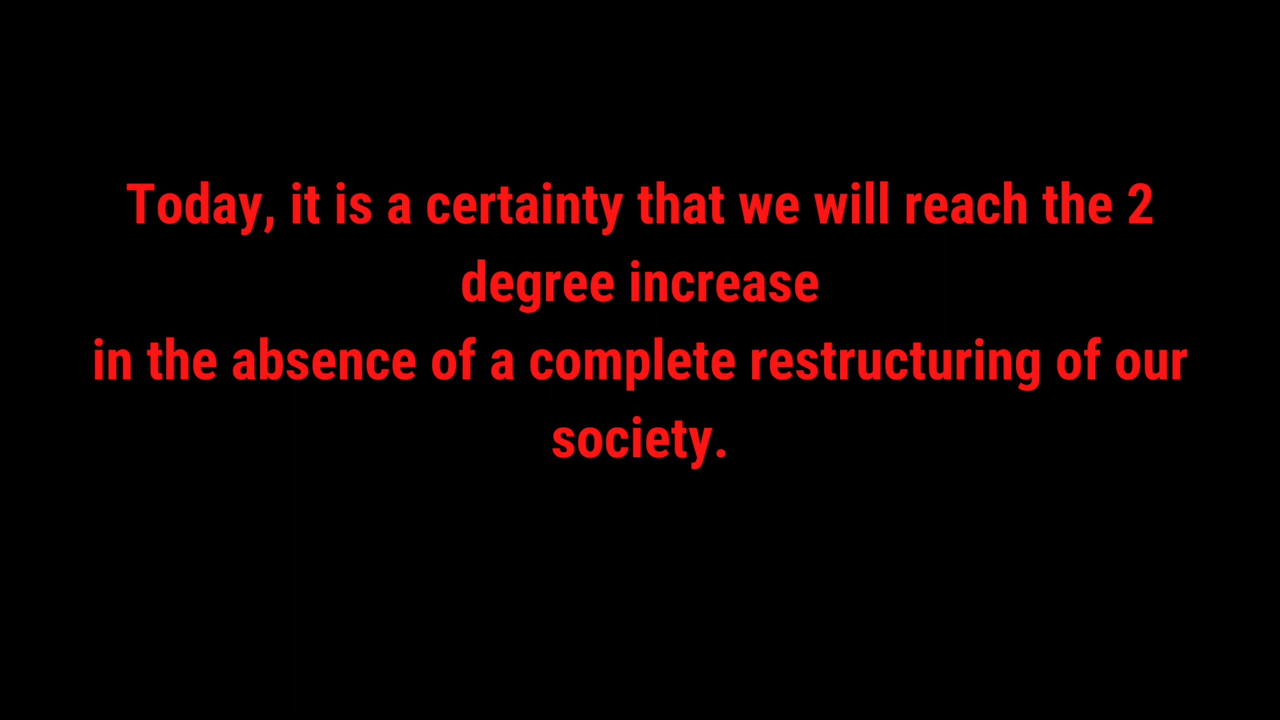 Today, it is a certainty that we will reach the 2
degree increase
in the absence of a complete restructuring of our
society.